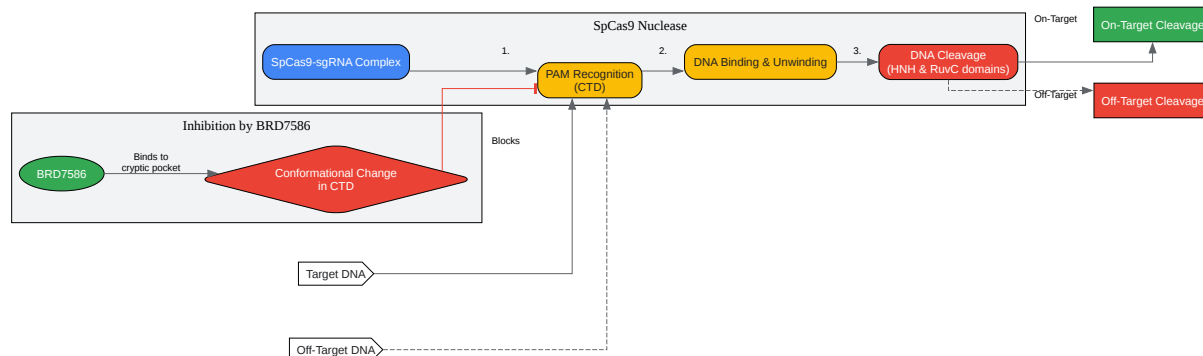 SpCas9 Nuclease
SpCas9-sgRNA Complex
1.
PAM Recognition
(CTD)
2.
DNA Binding & Unwinding
3.
DNA Cleavage
(HNH & RuvC domains)
On-Target
On-Target Cleavage
Off-Target
Off-Target Cleavage
Inhibition by BRD7586
BRD7586
Binds to
cryptic pocket
Conformational Change
in CTD
Blocks
Target DNA
Off-Target DNA